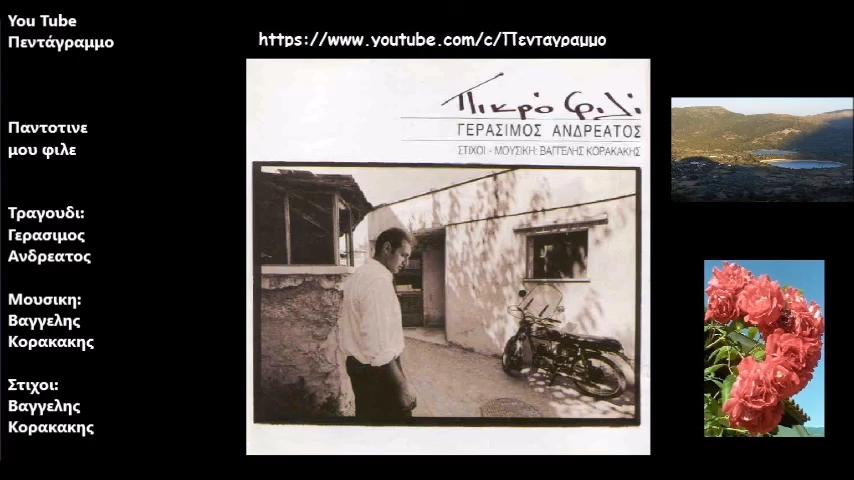 You Tube
Πεντάγραμμο
https://www.youtube.com/c/Πενταγραμμο
Παντοτινε
μου φιλε
Τραγουδι:
Γερασιμος
Ανδρεατος
Μουσικη:
Βαγγελης
Κορακακης
Στιχοι:
Βαγγελης
Κορακακης
Πικρό φιλί
ΓΕΡΑΣΙΜΟΣ ΑΝΔΡΕΑΤΟΣ
ΣΤΙΧΟΙ - ΜΟΥΣΙΚΗ: ΒΑΓΓΕΛΗΣ ΚΟΡΑΚΑΚΗΣ